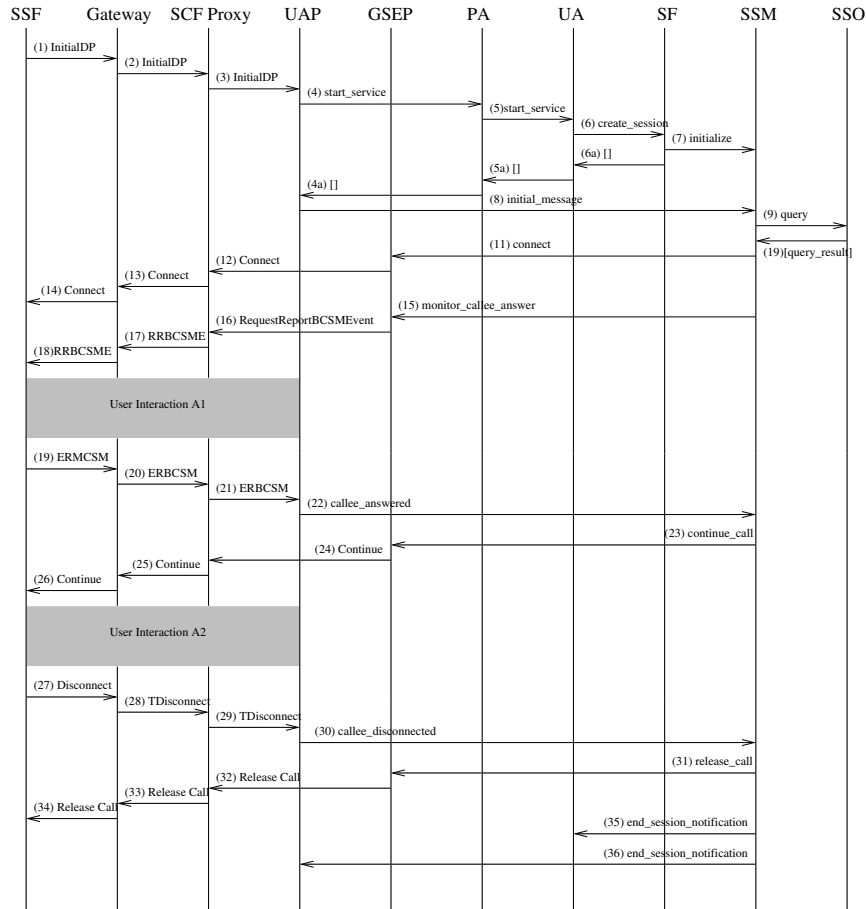 SSF Gateway SCF Proxy UAP GSEP PA UA SF SSM SSO
(1) InitialDP
(2) InitialDP
(3) InitialDP
(4) start_service
(5)start_service
(6) create_session
(7) initialize
(6a) []
(5a) []
(4a) []
(8) initial_message
(9) query
(11) connect
(19)[query_result]
(12) Connect
(13) Connect
(14) Connect
(15) monitor_callee_answer
(16) RequestReportBCSMEvent
(17) RRBCSME
(18)RRBCSME
User Interaction A1
(19) ERMCSM
(20) ERBCSM
(21) ERBCSM
(22) callee_answered
(23) continue_call
(24) Continue
(25) Continue
(26) Continue
User Interaction A2
(27) Disconnect
(28) TDisconnect
(29) TDisconnect
(30) callee_disconnected
(31) release_call
(32) Release Call
(33) Release Call
(34) Release Call
(35) end_session_notification
(36) end_session_notification